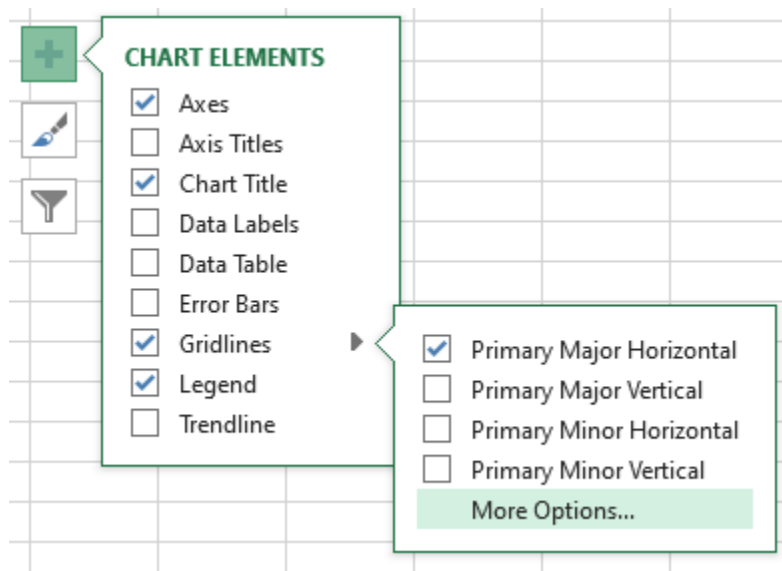 CHART ELEMENTS
Axes
Axis Titles
Chart Title
Data Labels
Data Table
Error Bars
Gridlines
Legend
Trendline
Primary Major Horizontal
Primary Major Vertical
Primary Minor Horizontal
Primary Minor Vertical
More Options...